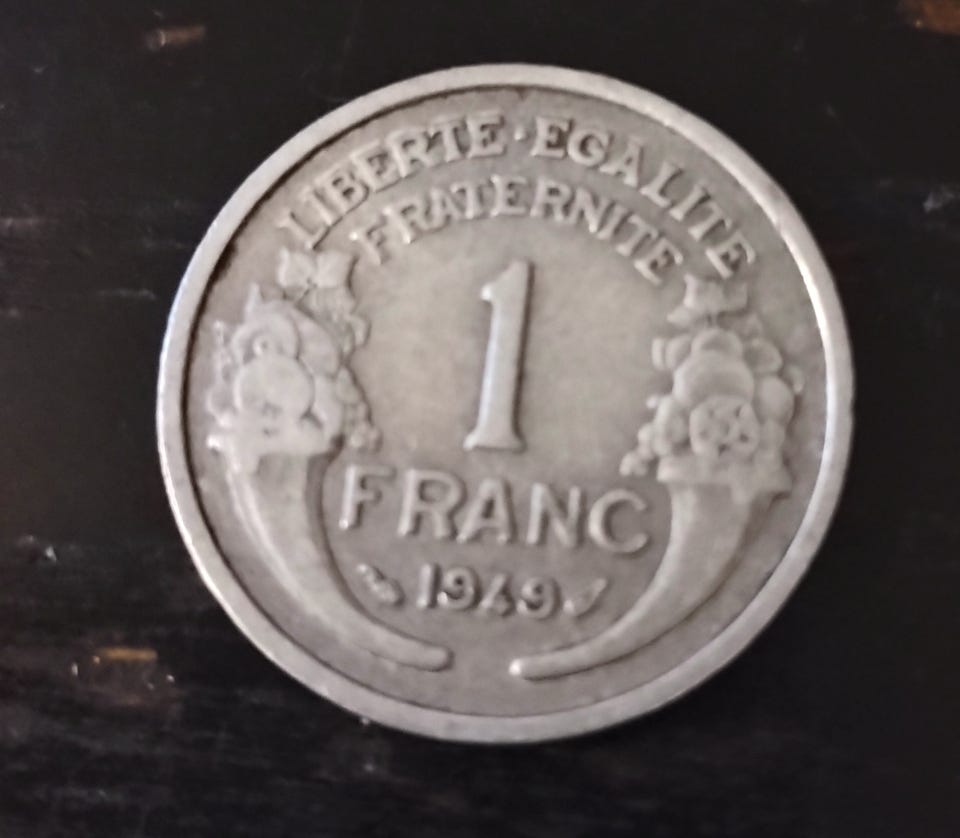 LIBERTE·EGALITE
FRATERNITE
1
FRANC
1949